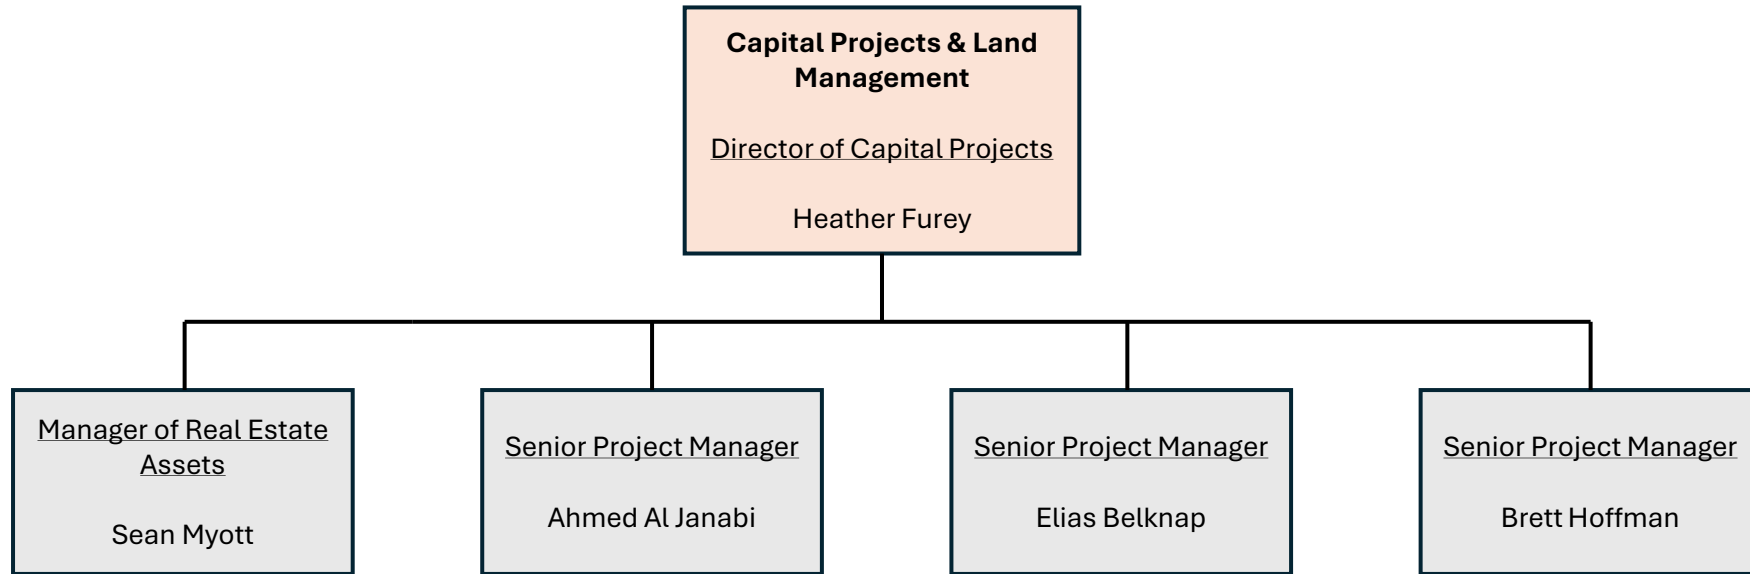 Capital Projects & Land
Management
Director of Capital Projects
Heather Furey
Manager of Real Estate
Assets
Sean Myott
Senior Project Manager
Ahmed Al Janabi
Senior Project Manager
Elias Belknap
Senior Project Manager
Brett Hoffman